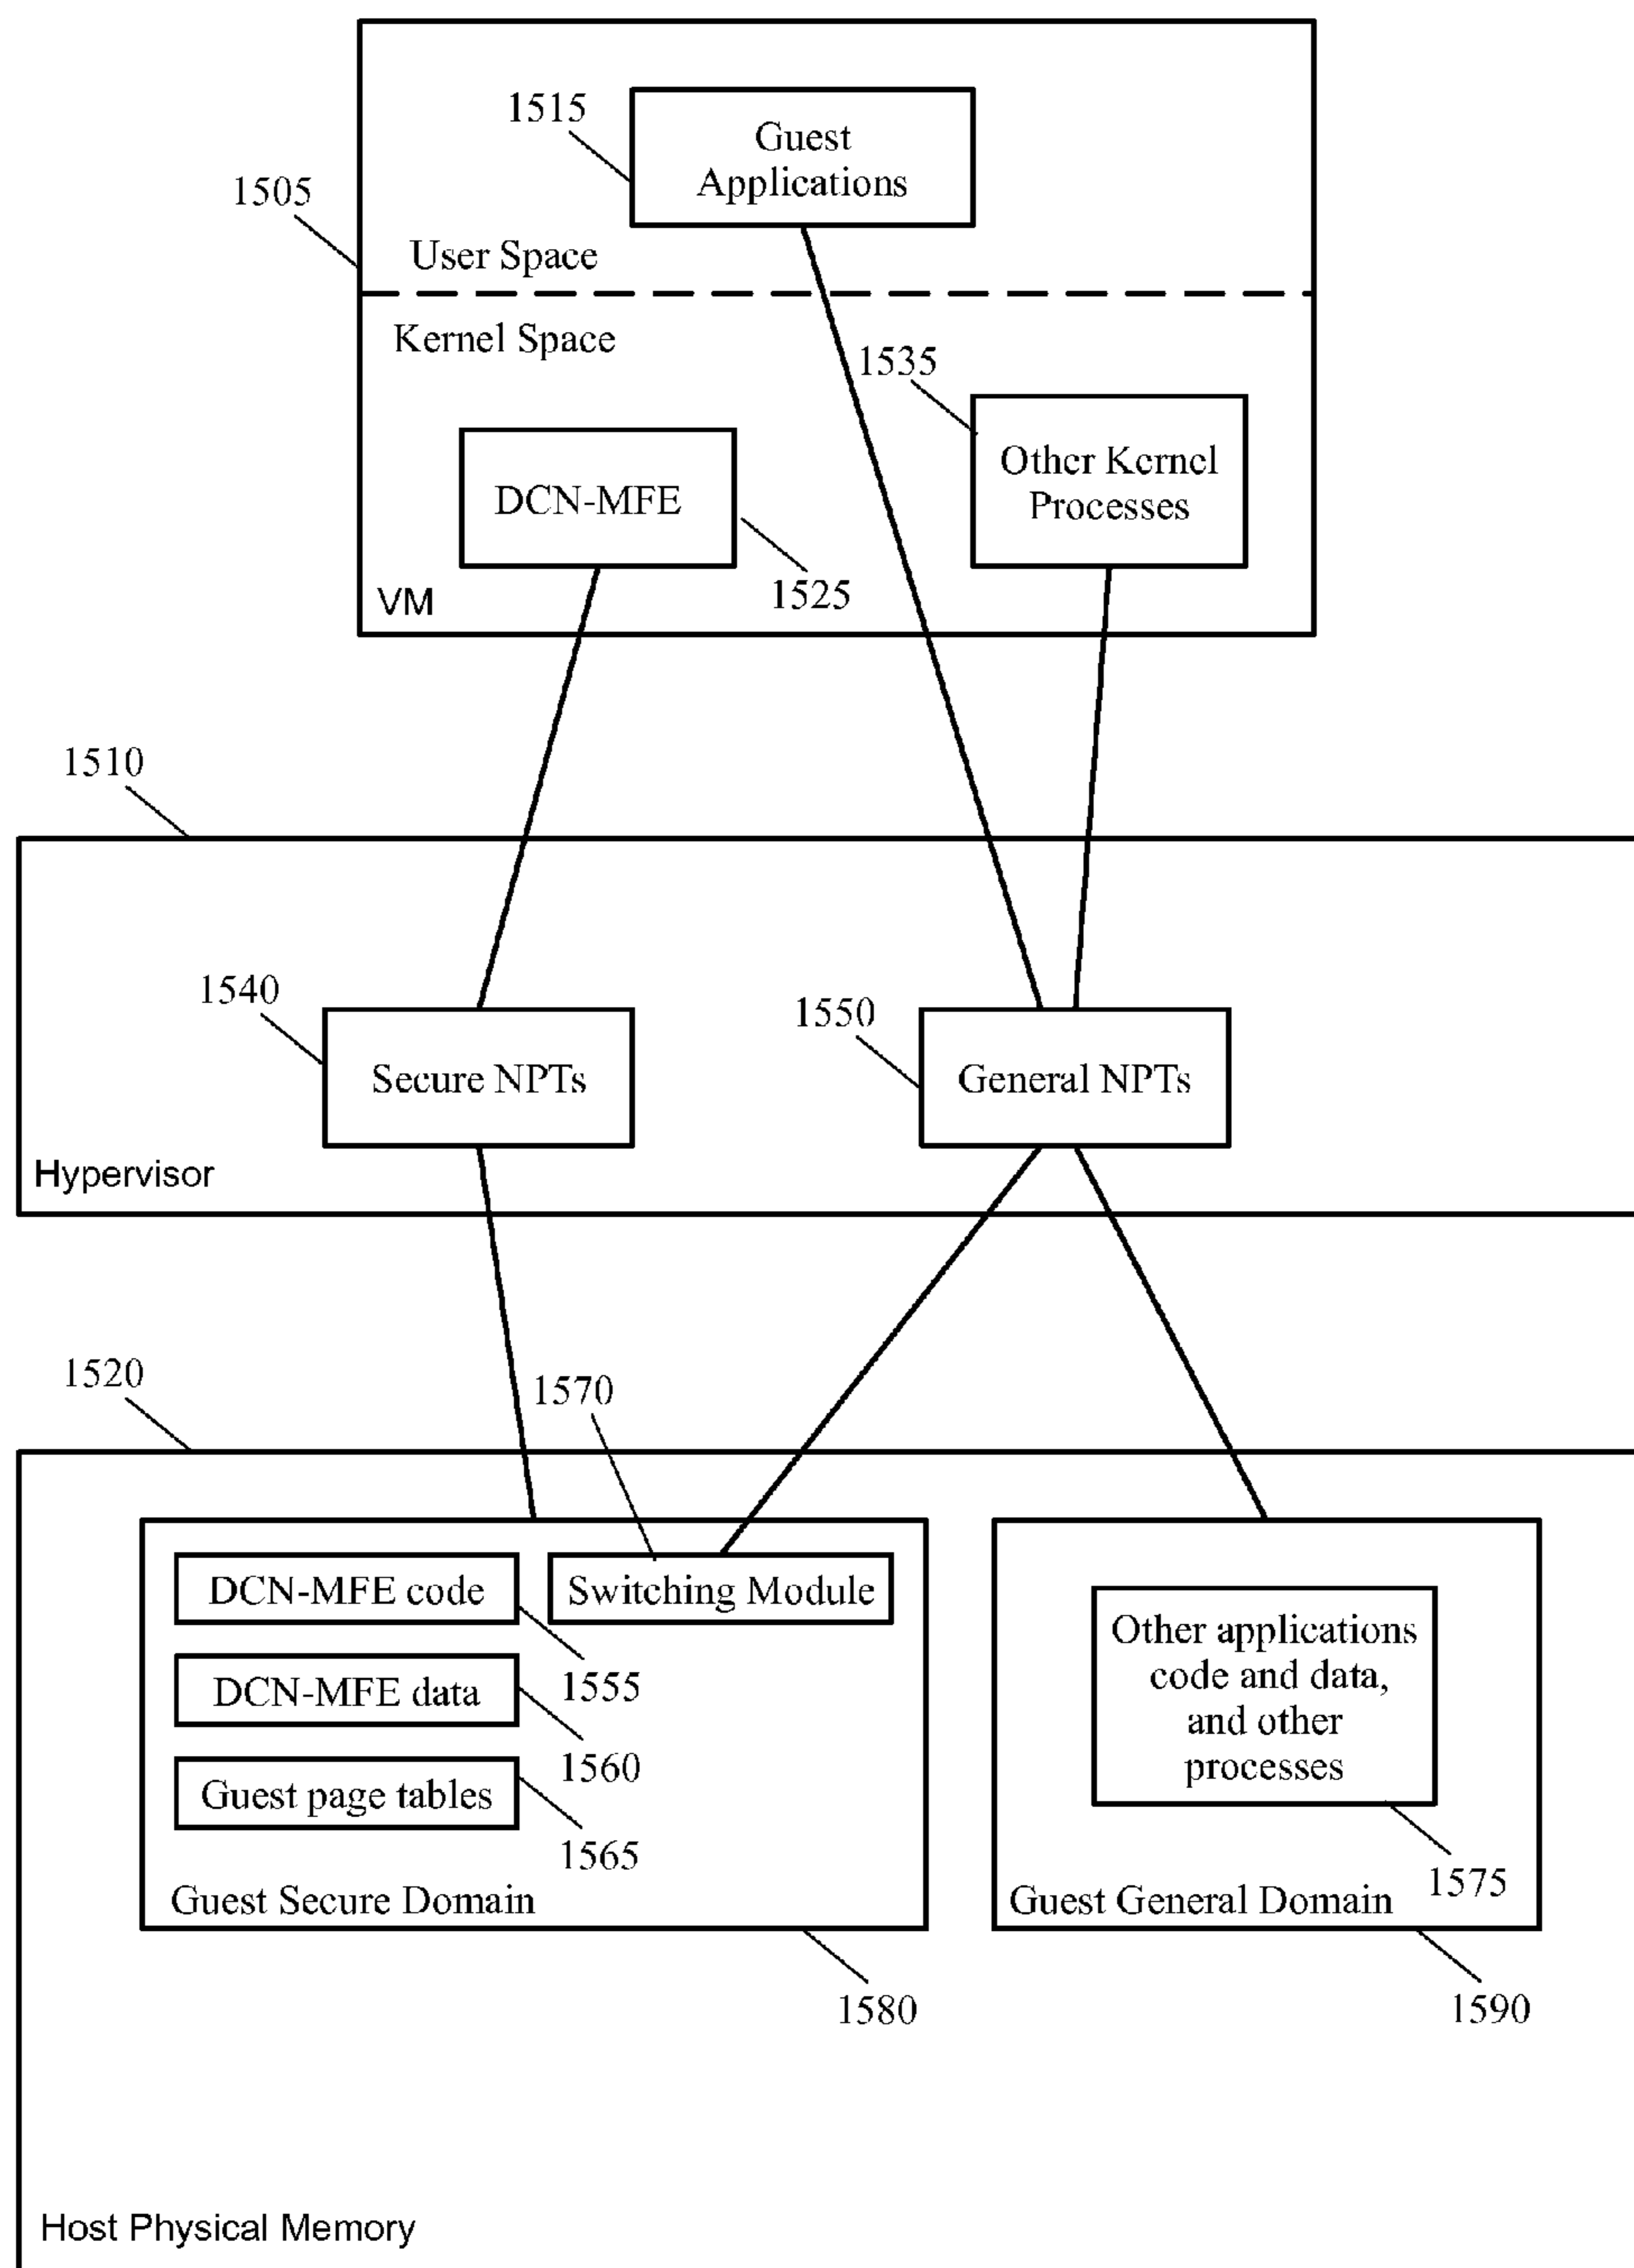 1515
Guest
Applications
1505
User Space
Kernel Space
1535
Other Kernel
Processes
DCN-MFE
1525
VM
1510
1540
1550
Secure NPTs
General NPTs
Hypervisor
1520
1570
DCN-MFE code
Switching Module
1555
DCN-MFE data
1560
Guest page tables
1565
Guest Secure Domain
1580
Other applications
code and data,
and other
processes
1575
Guest General Domain
1590
Host Physical Memory